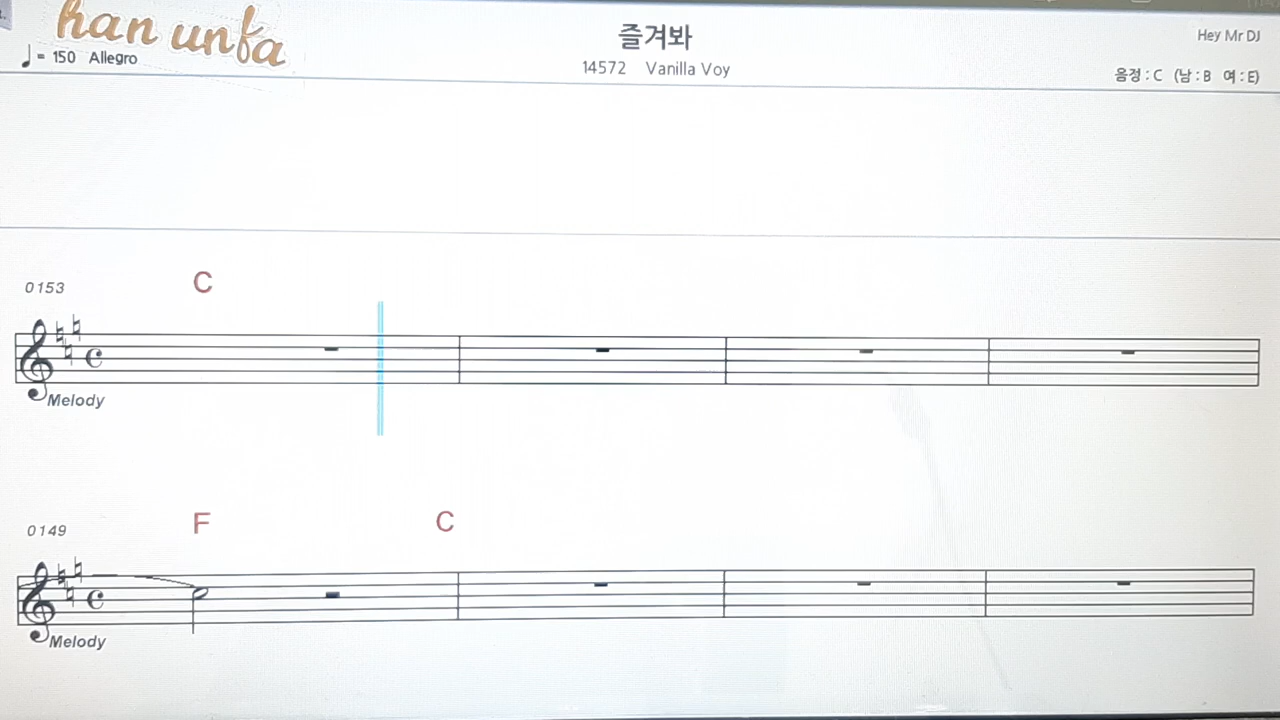 han unfa
♩= 150 Allegro
즐겨봐
14572 Vanilla Voy
Hey Mr DJ
음정 : C (남 : B 여 : E)
0153
C
Melody
0149
F C
Melody